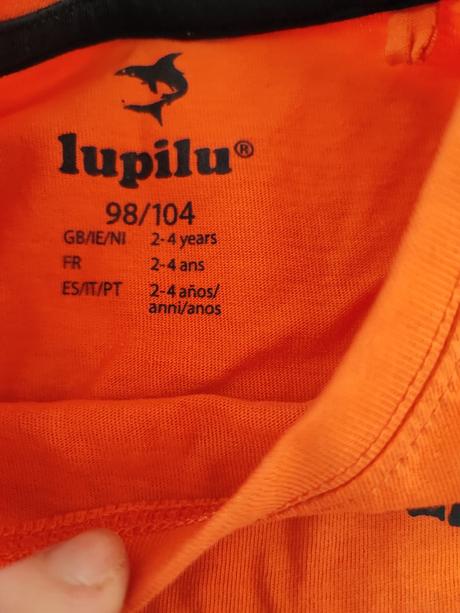 lupilu®
98/104
GB/IE/NI 2-4 years
FR 2-4 ans
ES/IT/PT 2-4 años/
anni/anos